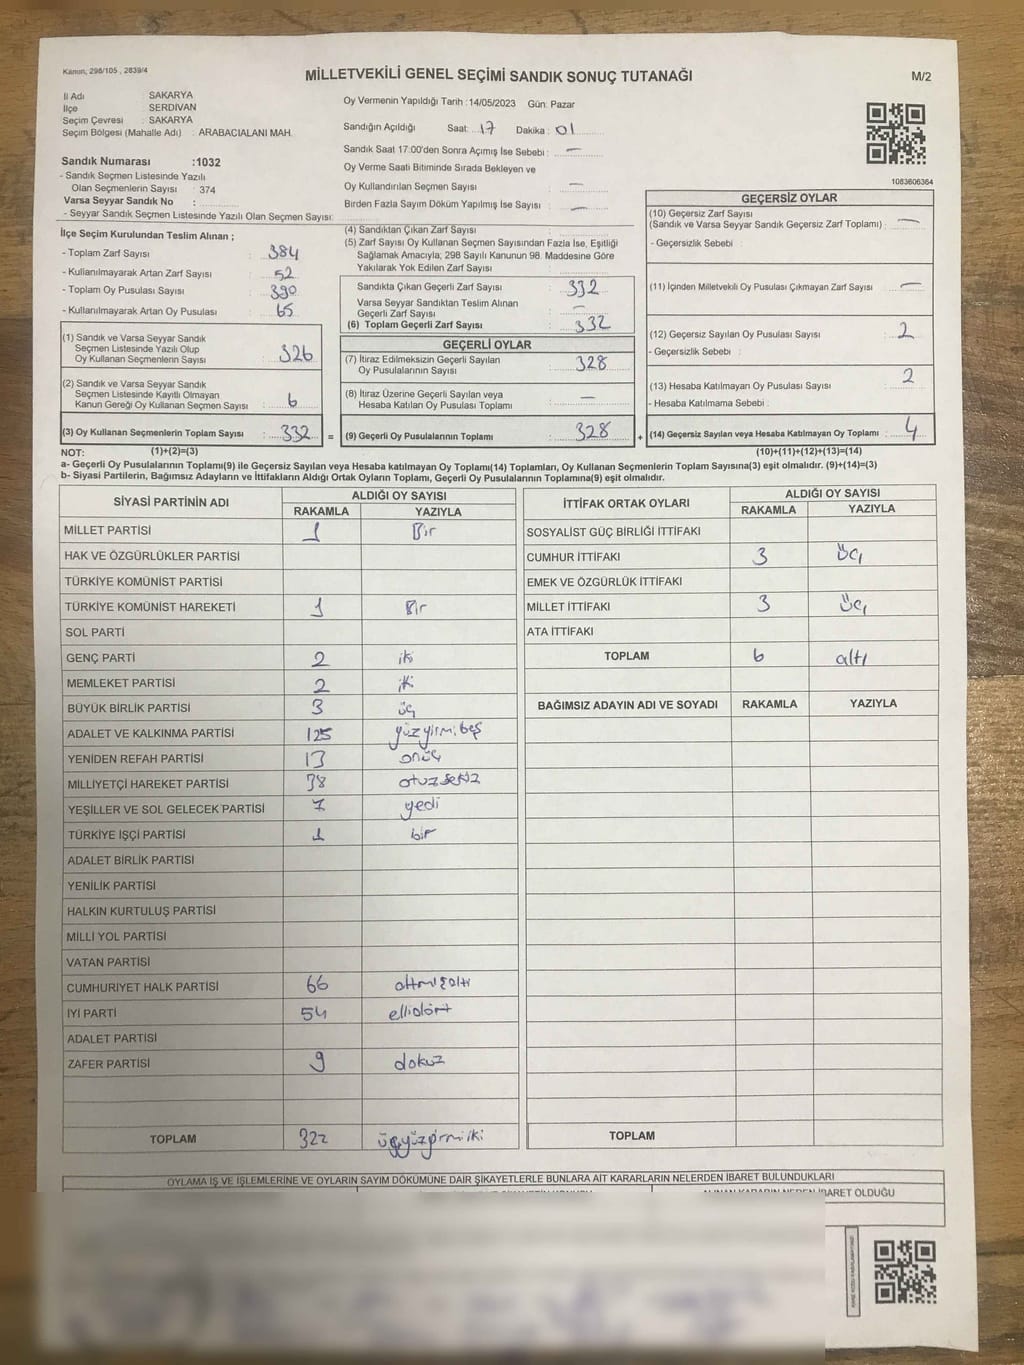 Kanun; 298/105 , 2839/4
MİLLETVEKİLİ GENEL SEÇİMİ SANDIK SONUÇ TUTANAĞI
M/2
İl Adı SAKARYA
İlçe SERDİVAN
Seçim Çevresi : SAKARYA
Seçim Bölgesi (Mahalle Adı) : ARABACIALANI MAH.
Sandık Numarası :1032
- Sandık Seçmen Listesinde Yazılı
Olan Seçmenlerin Sayısı : 374
Varsa Seyyar Sandık No :
- Seyyar Sandık Seçmen Listesinde Yazılı Olan Seçmen Sayısı:
Oy Vermenin Yapıldığı Tarih :14/05/2023 Gün: Pazar
Sandığın Açıldığı Saat: 17 Dakika : 01
Sandık Saat 17:00'den Sonra Açımış İse Sebebi : —
Oy Verme Saati Bitiminde Sırada Bekleyen ve
Oy Kullandırılan Seçmen Sayısı : —
Birden Fazla Sayım Döküm Yapılmış İse Sayısı : —
1083606364
İlçe Seçim Kurulundan Teslim Alınan ;
- Toplam Zarf Sayısı : 384
- Kullanılmayarak Artan Zarf Sayısı : 52
- Toplam Oy Pusulası Sayısı : 390
- Kullanılmayarak Artan Oy Pusulası : 65
(1) Sandık ve Varsa Seyyar Sandık
Seçmen Listesinde Yazılı Olup
Oy Kullanan Seçmenlerin Sayısı : 326
(2) Sandık ve Varsa Seyyar Sandık
Seçmen Listesinde Kayıtlı Olmayan
Kanun Gereği Oy Kullanan Seçmen Sayısı : 6
(3) Oy Kullanan Seçmenlerin Toplam Sayısı : 332
(4) Sandıktan Çıkan Zarf Sayısı :
(5) Zarf Sayısı Oy Kullanan Seçmen Sayısından Fazla İse, Eşitliği
Sağlamak Amacıyla; 298 Sayılı Kanunun 98. Maddesine Göre
Yakılarak Yok Edilen Zarf Sayısı :
Sandıkta Çıkan Geçerli Zarf Sayısı : 332
Varsa Seyyar Sandıktan Teslim Alınan
Geçerli Zarf Sayısı : —
(6) Toplam Geçerli Zarf Sayısı : 332
GEÇERLİ OYLAR
(7) İtiraz Edilmeksizin Geçerli Sayılan
Oy Pusulalarının Sayısı : 328
(8) İtiraz Üzerine Geçerli Sayılan veya
Hesaba Katılan Oy Pusulası Toplamı : —
= (9) Geçerli Oy Pusulalarının Toplamı : 328 +
GEÇERSİZ OYLAR
(10) Geçersiz Zarf Sayısı
(Sandık ve Varsa Seyyar Sandık Geçersiz Zarf Toplamı) : —
- Geçersizlik Sebebi :
(11) İçinden Milletvekili Oy Pusulası Çıkmayan Zarf Sayısı : —
(12) Geçersiz Sayılan Oy Pusulası Sayısı : 2
- Geçersizlik Sebebi :
(13) Hesaba Katılmayan Oy Pusulası Sayısı : 2
- Hesaba Katılmama Sebebi :
(14) Geçersiz Sayılan veya Hesaba Katılmayan Oy Toplamı : 4
NOT: (1)+(2)=(3) (10)+(11)+(12)+(13)=(14)
a- Geçerli Oy Pusulalarının Toplamı(9) ile Geçersiz Sayılan veya Hesaba katılmayan Oy Toplamı(14) Toplamları, Oy Kullanan Seçmenlerin Toplam Sayısına(3) eşit olmalıdır. (9)+(14)=(3)
b- Siyasi Partilerin, Bağımsız Adayların ve İttifakların Aldığı Ortak Oyların Toplamı, Geçerli Oy Pusulalarının Toplamına(9) eşit olmalıdır.
SİYASİ PARTİNİN ADI ALDIĞI OY SAYISI
RAKAMLA YAZIYLA
MİLLET PARTİSİ 1 Bir
HAK VE ÖZGÜRLÜKLER PARTİSİ
TÜRKİYE KOMÜNİST PARTİSİ
TÜRKİYE KOMÜNİST HAREKETİ 1 Bir
SOL PARTİ
GENÇ PARTİ 2 iki
MEMLEKET PARTİSİ 2 iki
BÜYÜK BİRLİK PARTİSİ 3 üç
ADALET VE KALKINMA PARTİSİ 125 yüzyirmibeş
YENİDEN REFAH PARTİSİ 13 onüç
MİLLİYETÇİ HAREKET PARTİSİ 38 otuzsekiz
YEŞİLLER VE SOL GELECEK PARTİSİ 7 yedi
TÜRKİYE İŞÇİ PARTİSİ 1 bir
ADALET BİRLİK PARTİSİ
YENİLİK PARTİSİ
HALKIN KURTULUŞ PARTİSİ
MİLLİ YOL PARTİSİ
VATAN PARTİSİ
CUMHURİYET HALK PARTİSİ 66 altmışaltı
İYİ PARTİ 54 ellidört
ADALET PARTİSİ
ZAFER PARTİSİ 9 dokuz
TOPLAM 322 üçyüzyirmiiki
İTTİFAK ORTAK OYLARI ALDIĞI OY SAYISI
RAKAMLA YAZIYLA
SOSYALİST GÜÇ BİRLİĞİ İTTİFAKI
CUMHUR İTTİFAKI 3 üç
EMEK VE ÖZGÜRLÜK İTTİFAKI
MİLLET İTTİFAKI 3 üç
ATA İTTİFAKI
TOPLAM 6 altı
BAĞIMSIZ ADAYIN ADI VE SOYADI RAKAMLA YAZIYLA
TOPLAM
OYLAMA İŞ VE İŞLEMLERİNE VE OYLARIN SAYIM DÖKÜMÜNE DAİR ŞİKAYETLERLE BUNLARA AİT KARARLARIN NELERDEN İBARET BULUNDUKLARI
ALINAN KARARIN NEDEN İBARET OLDUĞU